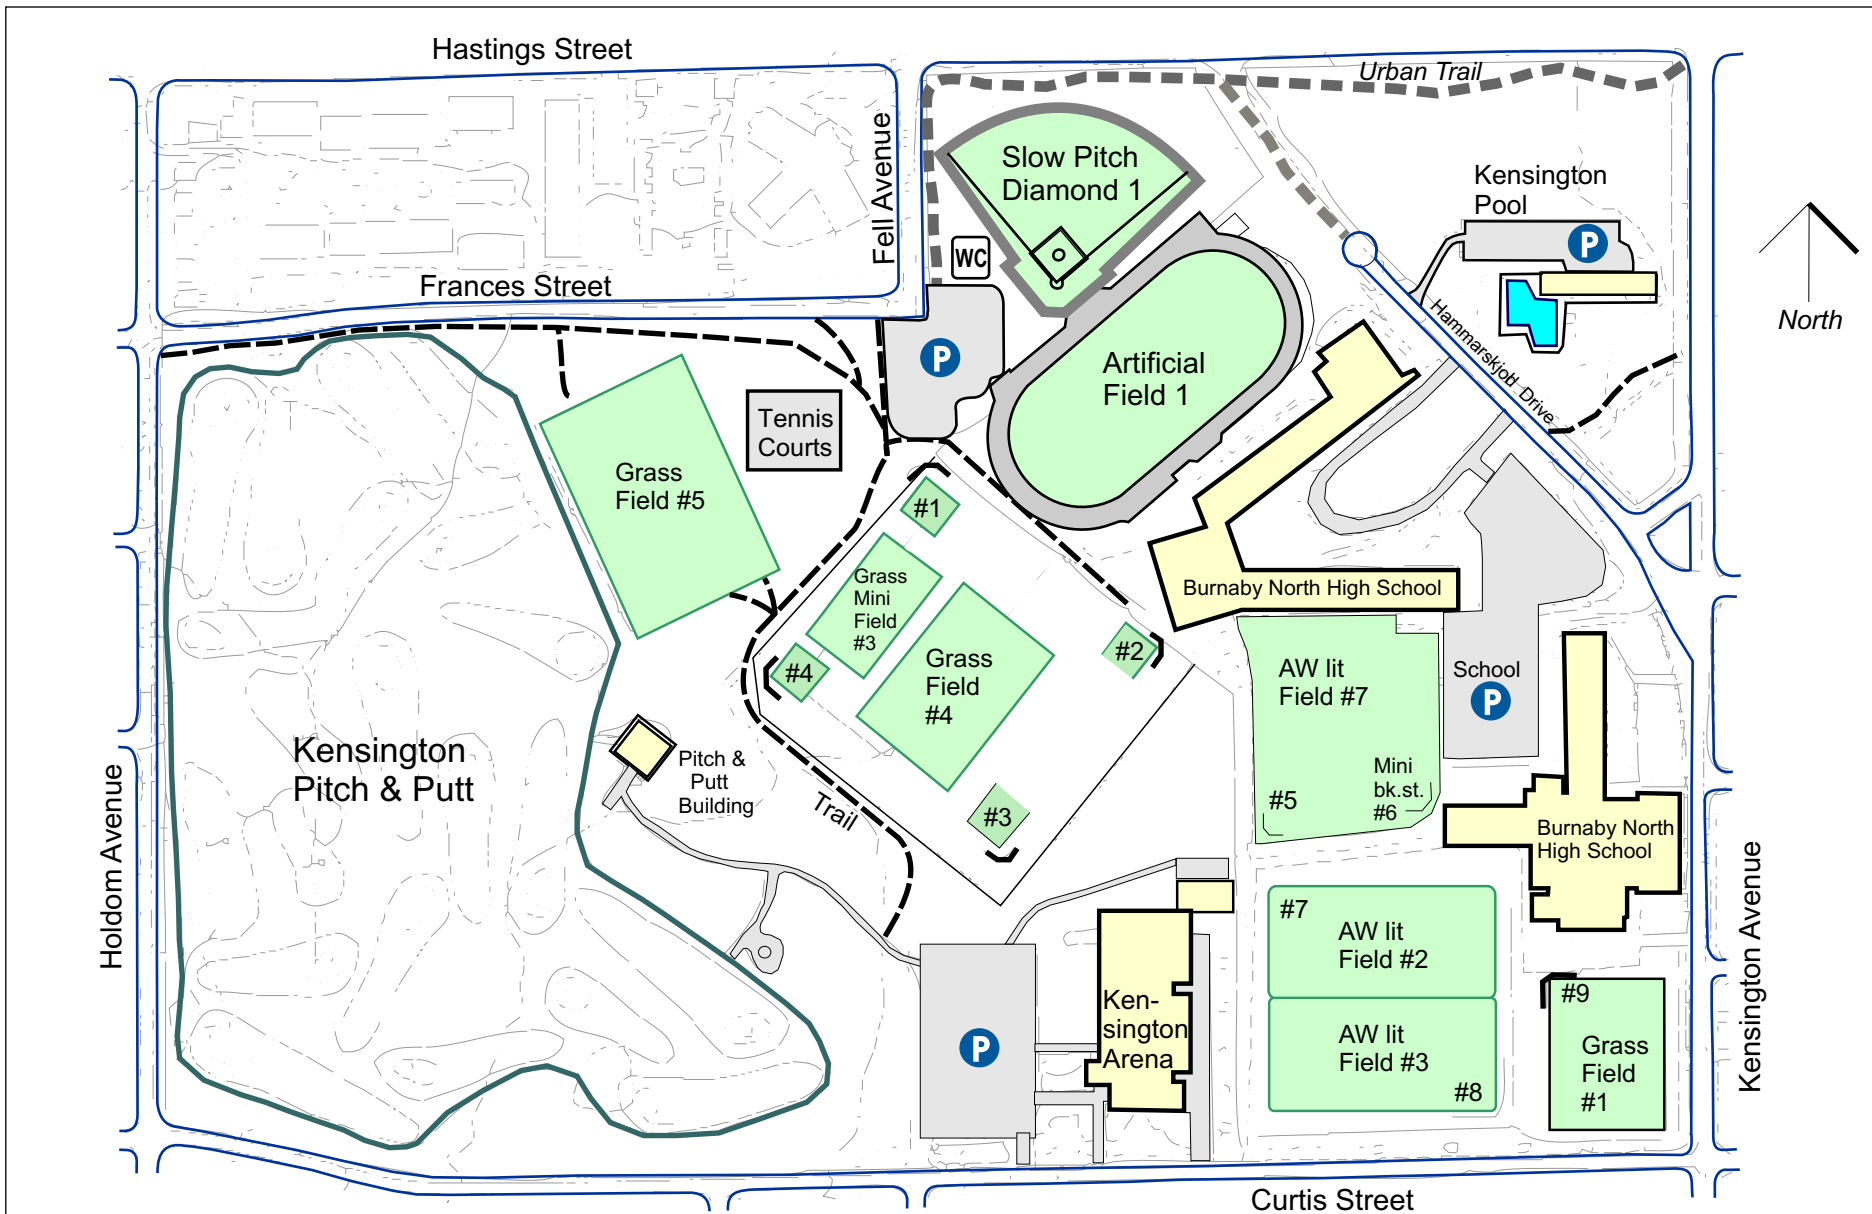 Hastings Street
Urban Trail
Fell Avenue
Slow Pitch
Diamond 1
Kensington
Pool
WC
P
Frances Street
North
Hammarskjold Drive
P
Artificial
Field 1
Tennis
Courts
Grass
Field #5
#1
Grass
Mini
Field
#3
Burnaby North High School
#2
#4
Grass
Field
#4
AW lit
Field #7
School
P
Kensington
Pitch & Putt
Pitch &
Putt
Building
Trail
#3
#5
Mini
bk.st.
#6
Burnaby North
High School
Holdom Avenue
Kensington Avenue
#7
AW lit
Field #2
#9
Ken-
sington
Arena
P
AW lit
Field #3
#8
Grass
Field
#1
Curtis Street